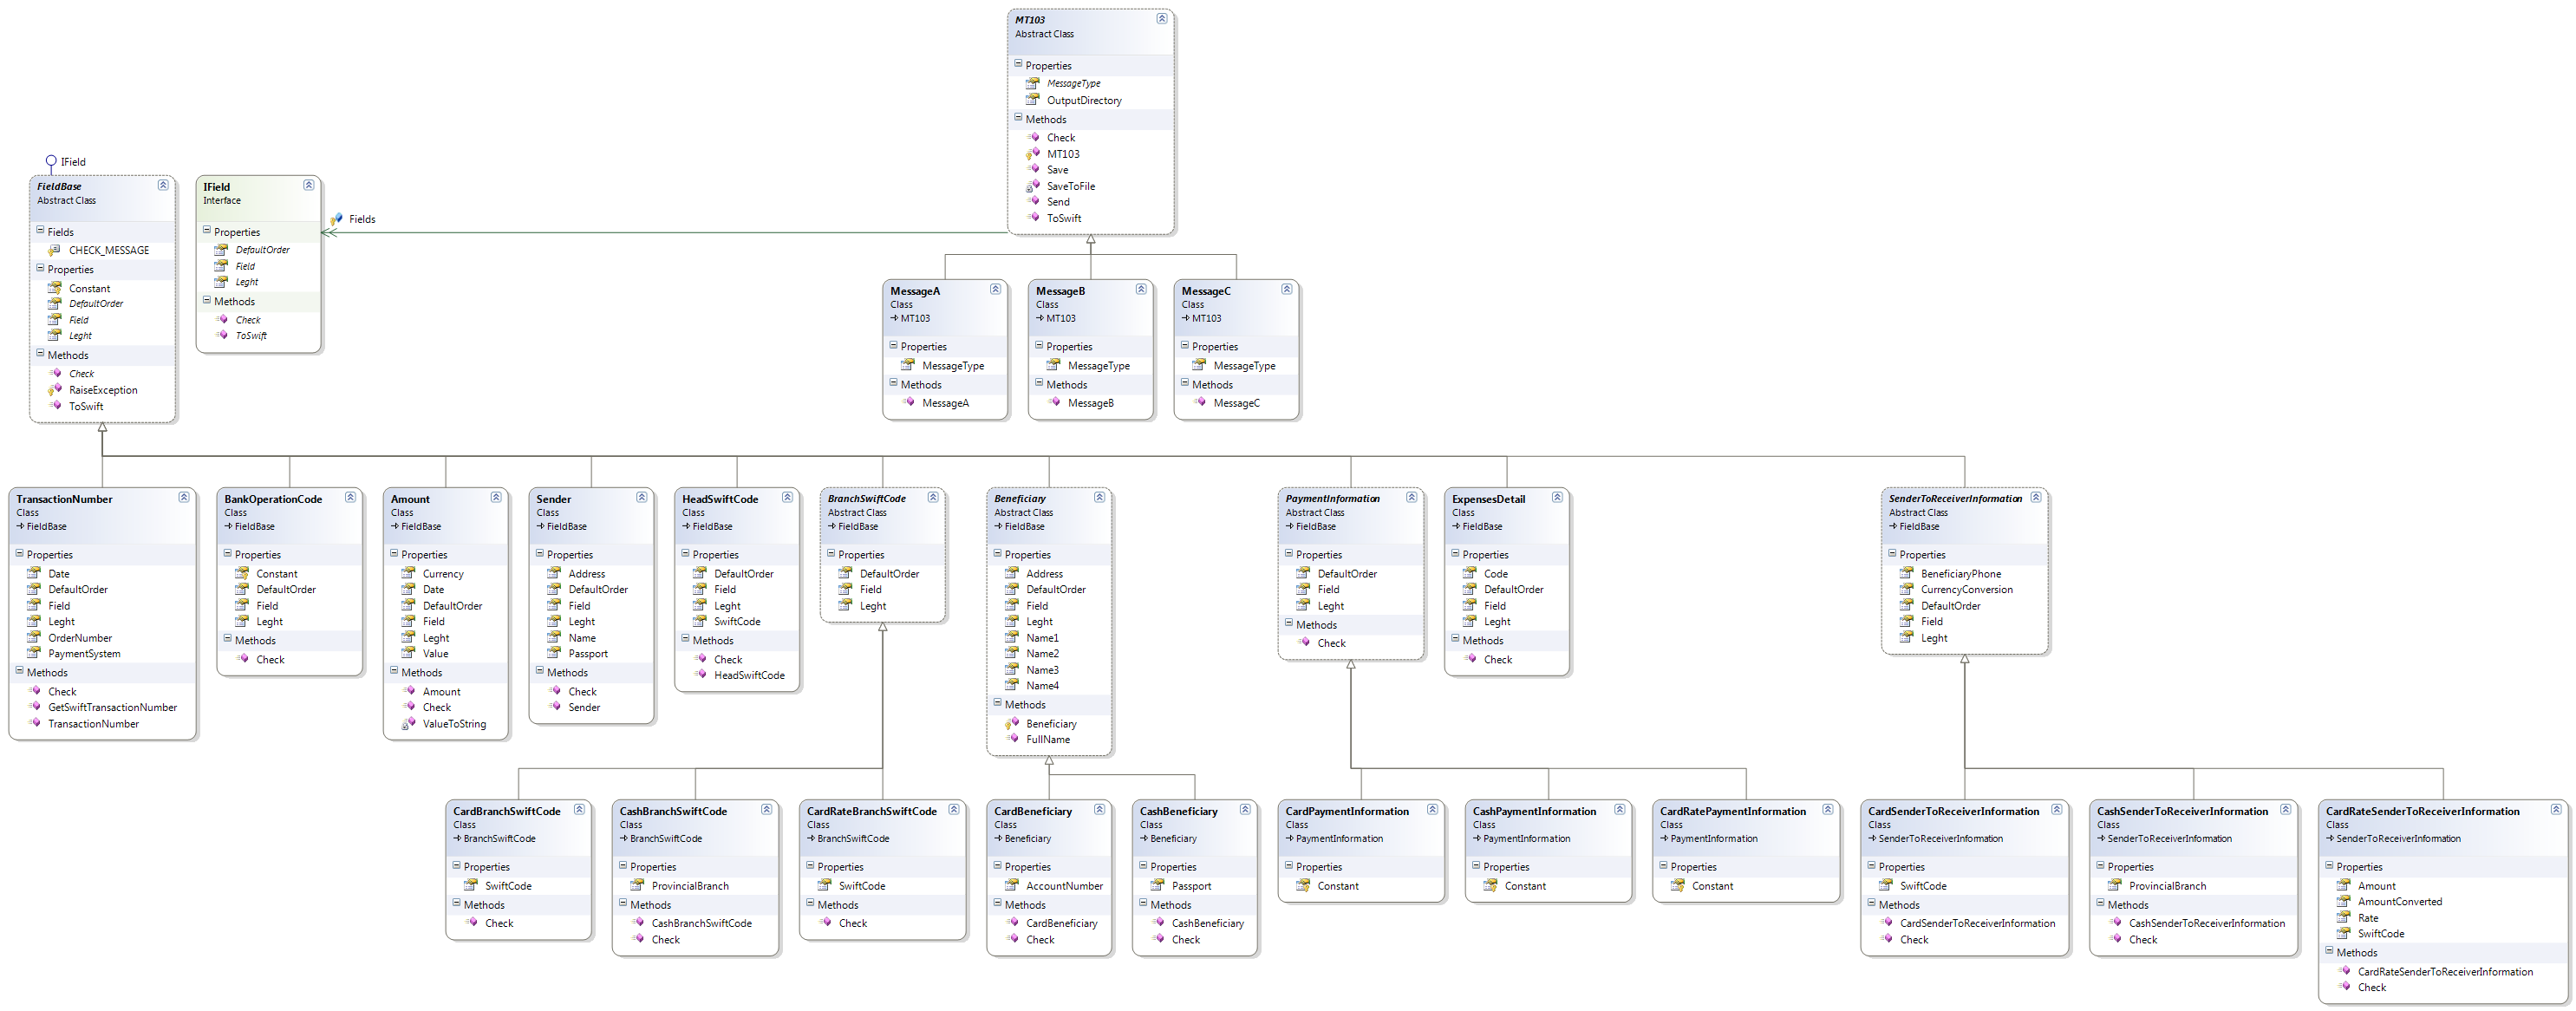 MT103
Abstract Class
Properties
MessageType
OutputDirectory
Methods
Check
MT103
Save
SaveToFile
Send
ToSwift
IField
FieldBase
Abstract Class
Fields
CHECK_MESSAGE
Properties
Constant
DefaultOrder
Field
Leght
Methods
Check
RaiseException
ToSwift
IField
Interface
Properties
DefaultOrder
Field
Leght
Methods
Check
ToSwift
Fields
MessageA
Class
MT103
Properties
MessageType
Methods
MessageA
MessageB
Class
MT103
Properties
MessageType
Methods
MessageB
MessageC
Class
MT103
Properties
MessageType
Methods
MessageC
TransactionNumber
Class
FieldBase
Properties
Date
DefaultOrder
Field
Leght
OrderNumber
PaymentSystem
Methods
Check
GetSwiftTransactionNumber
TransactionNumber
BankOperationCode
Class
FieldBase
Properties
Constant
DefaultOrder
Field
Leght
Methods
Check
Amount
Class
FieldBase
Properties
Currency
Date
DefaultOrder
Field
Leght
Value
Methods
Amount
Check
ValueToString
Sender
Class
FieldBase
Properties
Address
DefaultOrder
Field
Leght
Name
Passport
Methods
Check
Sender
HeadSwiftCode
Class
FieldBase
Properties
DefaultOrder
Field
Leght
SwiftCode
Methods
Check
HeadSwiftCode
BranchSwiftCode
Abstract Class
FieldBase
Properties
DefaultOrder
Field
Leght
Beneficiary
Abstract Class
FieldBase
Properties
Address
DefaultOrder
Field
Leght
Name1
Name2
Name3
Name4
Methods
Beneficiary
FullName
PaymentInformation
Abstract Class
FieldBase
Properties
DefaultOrder
Field
Leght
Methods
Check
ExpensesDetail
Class
FieldBase
Properties
Code
DefaultOrder
Field
Leght
Methods
Check
SenderToReceiverInformation
Abstract Class
FieldBase
Properties
BeneficiaryPhone
CurrencyConversion
DefaultOrder
Field
Leght
CardBranchSwiftCode
Class
BranchSwiftCode
Properties
SwiftCode
Methods
Check
CashBranchSwiftCode
Class
BranchSwiftCode
Properties
ProvincialBranch
Methods
CashBranchSwiftCode
Check
CardRateBranchSwiftCode
Class
BranchSwiftCode
Properties
SwiftCode
Methods
Check
CardBeneficiary
Class
Beneficiary
Properties
AccountNumber
Methods
CardBeneficiary
Check
CashBeneficiary
Class
Beneficiary
Properties
Passport
Methods
CashBeneficiary
Check
CardPaymentInformation
Class
PaymentInformation
Properties
Constant
CashPaymentInformation
Class
PaymentInformation
Properties
Constant
CardRatePaymentInformation
Class
PaymentInformation
Properties
Constant
CardSenderToReceiverInformation
Class
SenderToReceiverInformation
Properties
SwiftCode
Methods
CardSenderToReceiverInformation
Check
CashSenderToReceiverInformation
Class
SenderToReceiverInformation
Properties
ProvincialBranch
Methods
CashSenderToReceiverInformation
Check
CardRateSenderToReceiverInformation
Class
SenderToReceiverInformation
Properties
Amount
AmountConverted
Rate
SwiftCode
Methods
CardRateSenderToReceiverInformation
Check